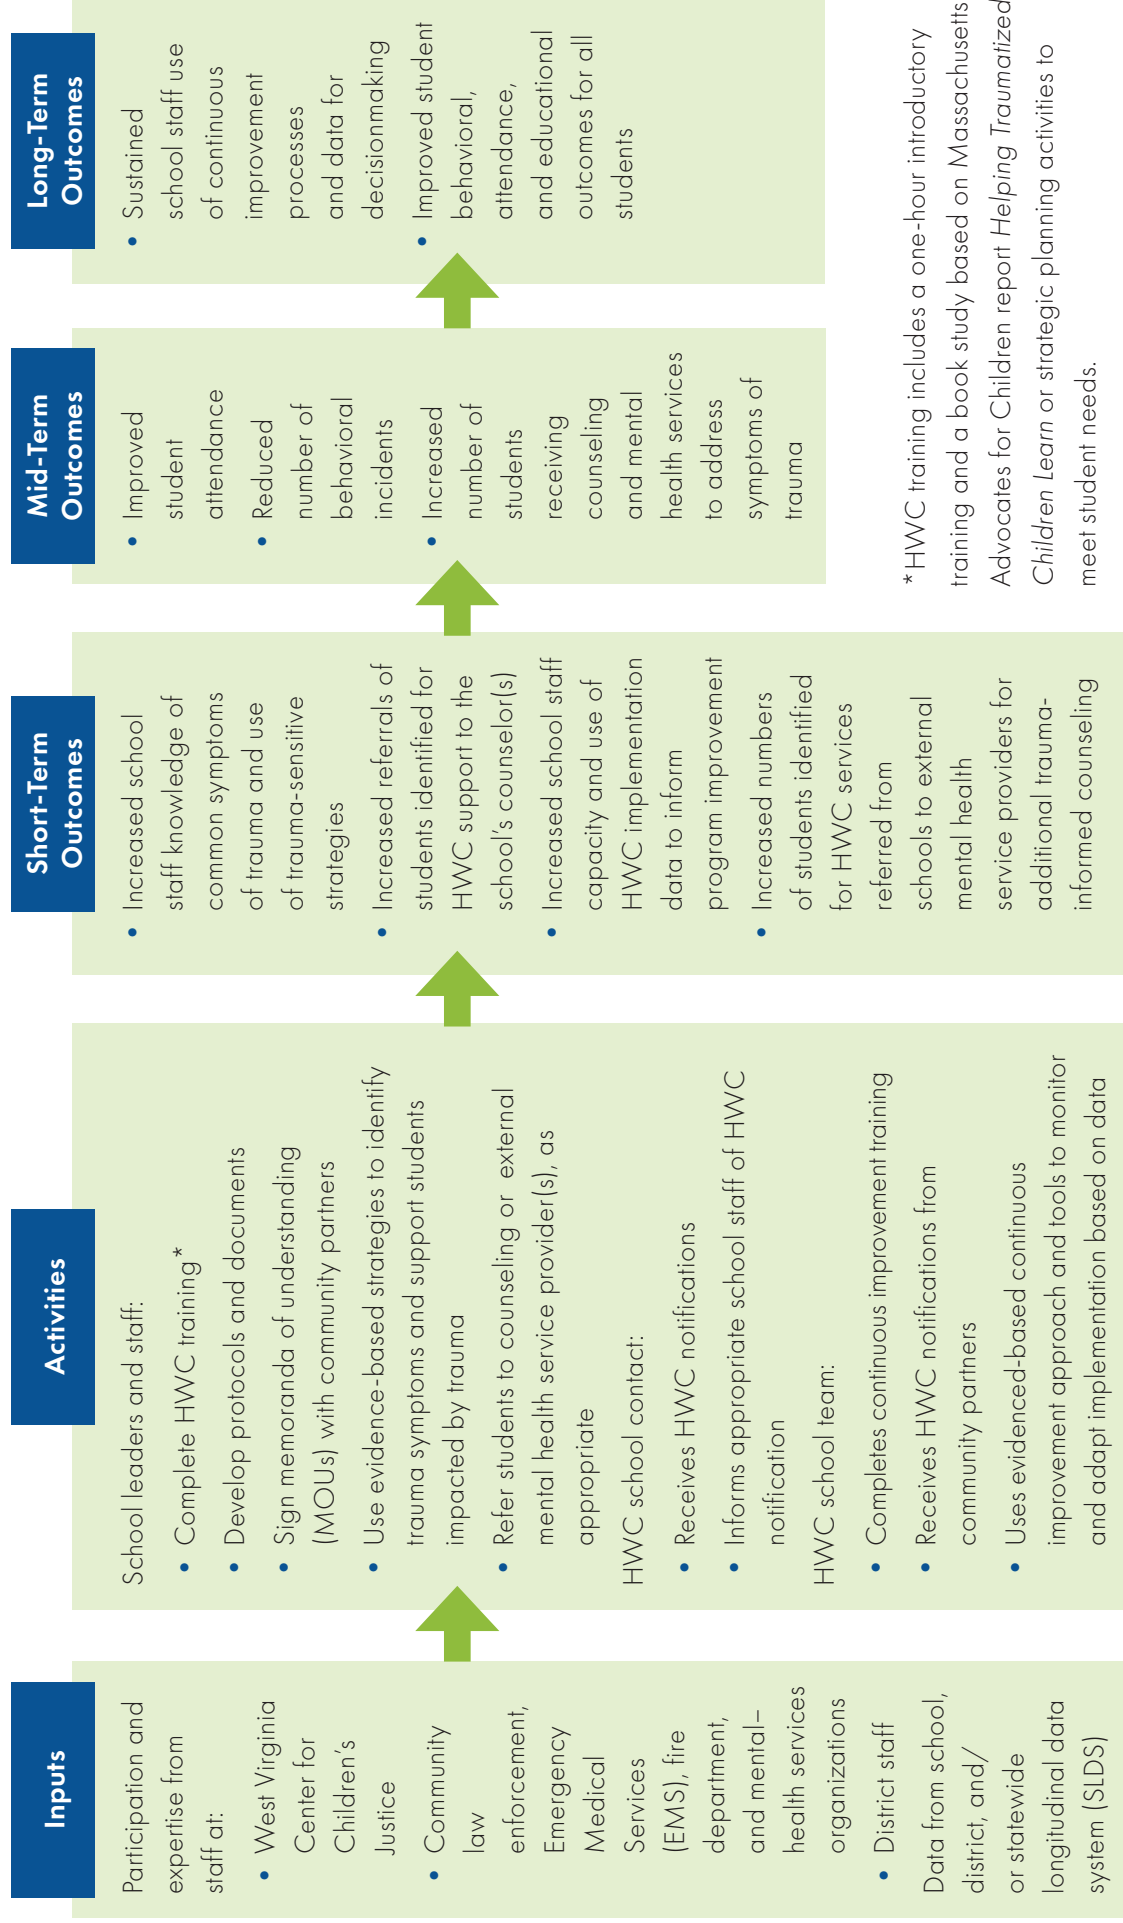 Inputs
Participation and
expertise from
staff at:
• West Virginia
Center for
Children's
Justice
• Community
law
enforcement,
Emergency
Medical
Services
(EMS), fire
department,
and mental–
health services
organizations
• District staff
Data from school,
district, and/
or statewide
longitudinal data
system (SLDS)
Activities
School leaders and staff:
• Complete HWC training*
• Develop protocols and documents
• Sign memoranda of understanding
(MOUs) with community partners
• Use evidence-based strategies to identify
trauma symptoms and support students
impacted by trauma
• Refer students to counseling or external
mental health service provider(s), as
appropriate
HWC school contact:
• Receives HWC notifications
• Informs appropriate school staff of HWC
notification
HWC school team:
• Completes continuous improvement training
• Receives HWC notifications from
community partners
• Uses evidenced-based continuous
improvement approach and tools to monitor
and adapt implementation based on data
Short-Term
Outcomes
• Increased school
staff knowledge of
common symptoms
of trauma and use
of trauma-sensitive
strategies
• Increased referrals of
students identified for
HWC support to the
school's counselor(s)
• Increased school staff
capacity and use of
HWC implementation
data to inform
program improvement
• Increased numbers
of students identified
for HWC services
referred from
schools to external
mental health
service providers for
additional trauma-
informed counseling
Mid-Term
Outcomes
• Improved
student
attendance
• Reduced
number of
behavioral
incidents
• Increased
number of
students
receiving
counseling
and mental
health services
to address
symptoms of
trauma
Long-Term
Outcomes
• Sustained
school staff use
of continuous
improvement
processes
and data for
decisionmaking
• Improved student
behavioral,
attendance,
and educational
outcomes for all
students
* HWC training includes a one-hour introductory
training and a book study based on Massachusetts
Advocates for Children report Helping Traumatized
Children Learn or strategic planning activities to
meet student needs.